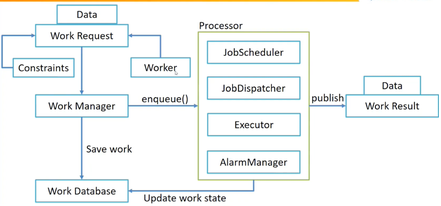 Data
Processor
Work Request
JobScheduler
Constraints
Worker
JobDispatcher
Data
Work Manager
enqueue()
publish
Work Result
Executor
Save work
AlarmManager
Work Database
Update work state